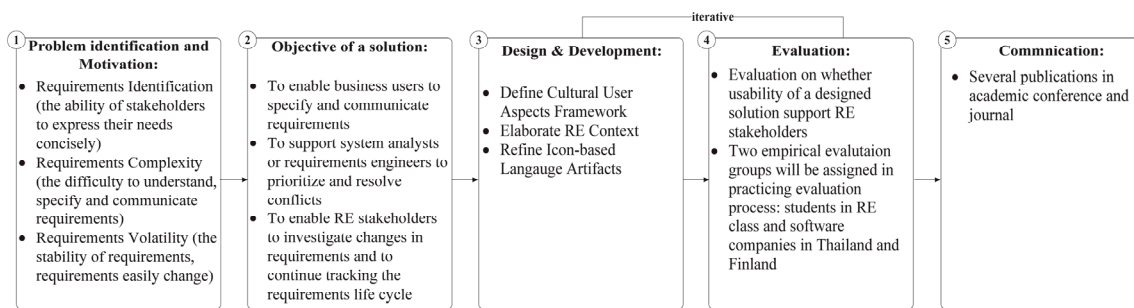 iterative
1
Problem identification and
Motivation:
● Requirements Identification
(the ability of stakeholders
to express their needs
concisely)
● Requirements Complexity
(the difficulty to understand,
specify and communicate
requirements)
● Requirements Volatility (the
stability of requirements,
requirements easily change)
2
Objective of a solution:
● To enable business users to
specify and communicate
requirements
● To support system analysts
or requirements engineers to
prioritize and resolve
conflicts
● To enable RE stakeholders
to investigate changes in
requirements and to
continue tracking the
requirements life cycle
3
Design & Development:
● Define Cultural User
Aspects Framework
● Elaborate RE Context
● Refine Icon-based
Langauge Artifacts
4
Evaluation:
● Evaluation on whether
usability of a designed
solution support RE
stakeholders
● Two empirical evalutaion
groups will be assigned in
practicing evaluation
process: students in RE
class and software
companies in Thailand and
Finland
5
Commnication:
● Several publications in
academic conference and
journal